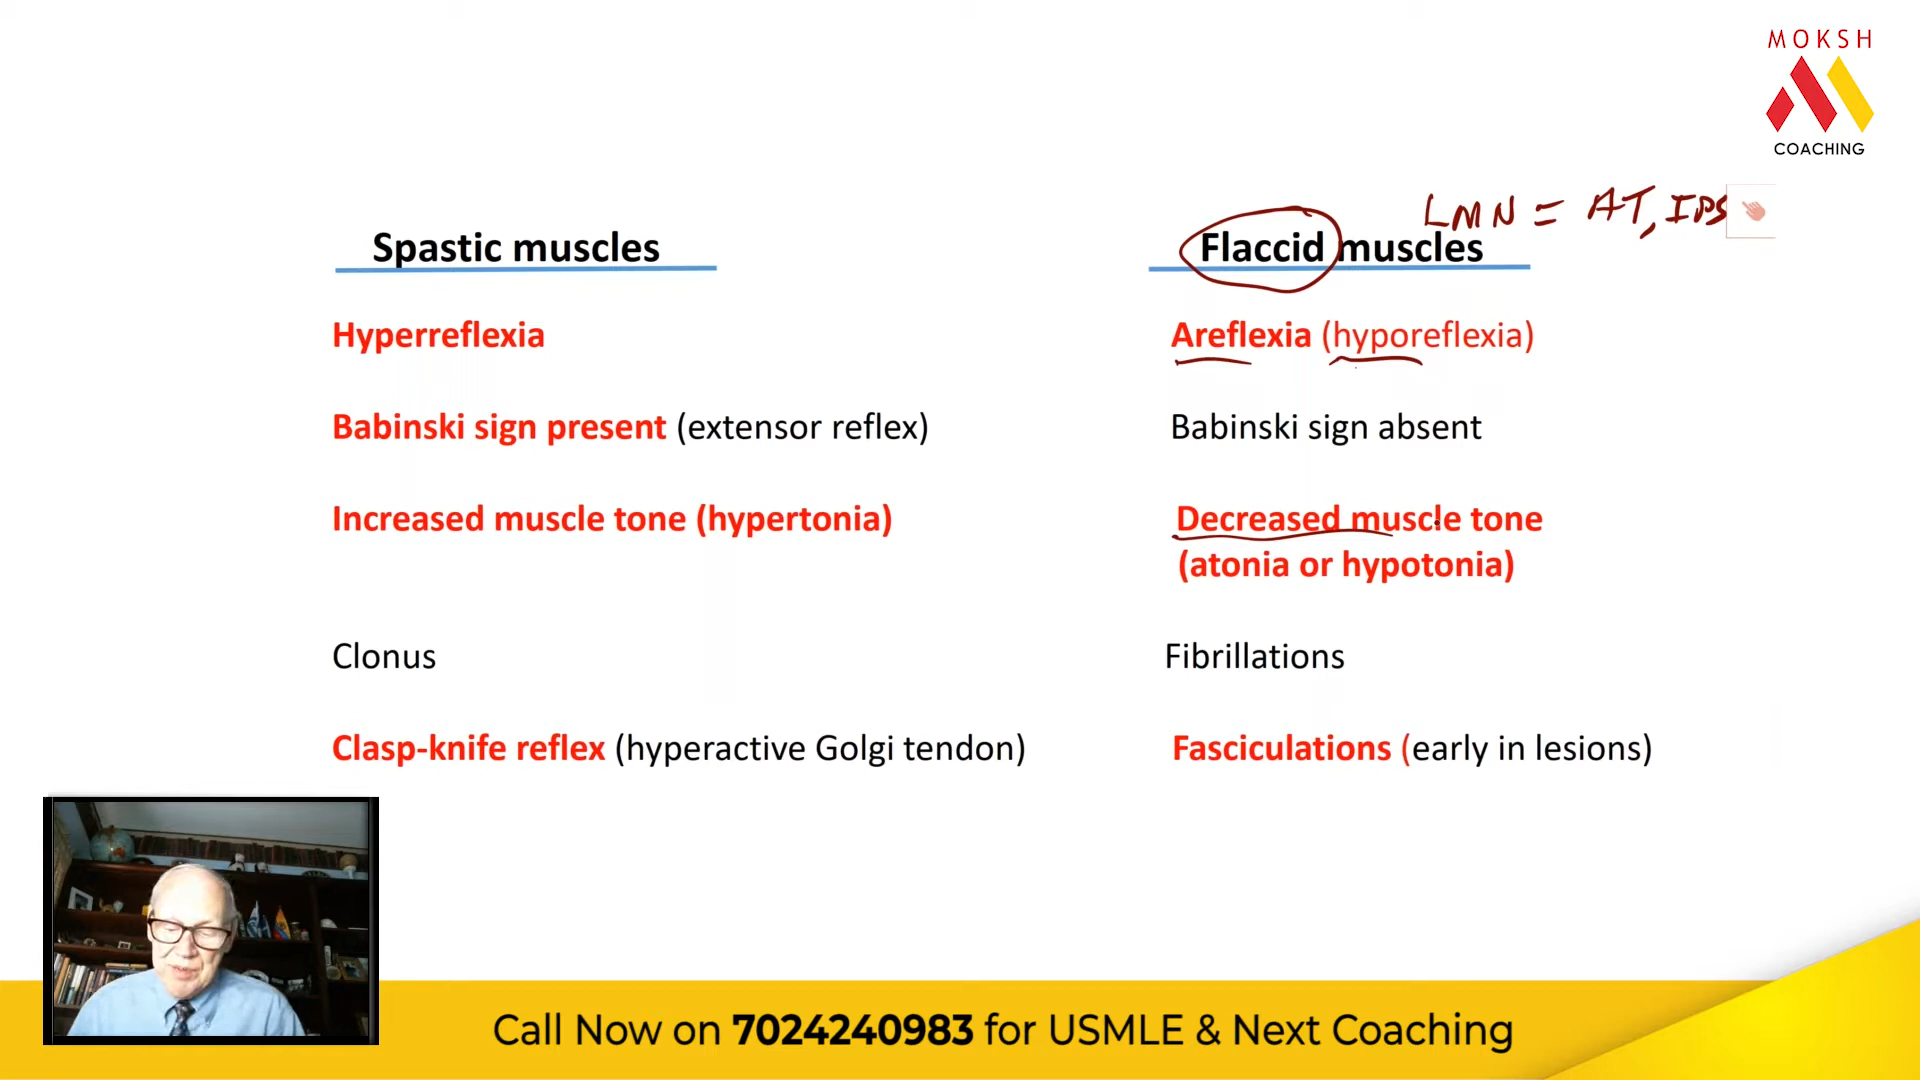 MOKSH
COACHING
LMN = AT, IPS
Spastic muscles
Flaccid muscles
Hyperreflexia
Areflexia (hyporeflexia)
Babinski sign present (extensor reflex)
Babinski sign absent
Increased muscle tone (hypertonia)
Decreased muscle tone
(atonia or hypotonia)
Clonus
Fibrillations
Clasp-knife reflex (hyperactive Golgi tendon)
Fasciculations (early in lesions)
Call Now on 7024240983 for USMLE & Next Coaching